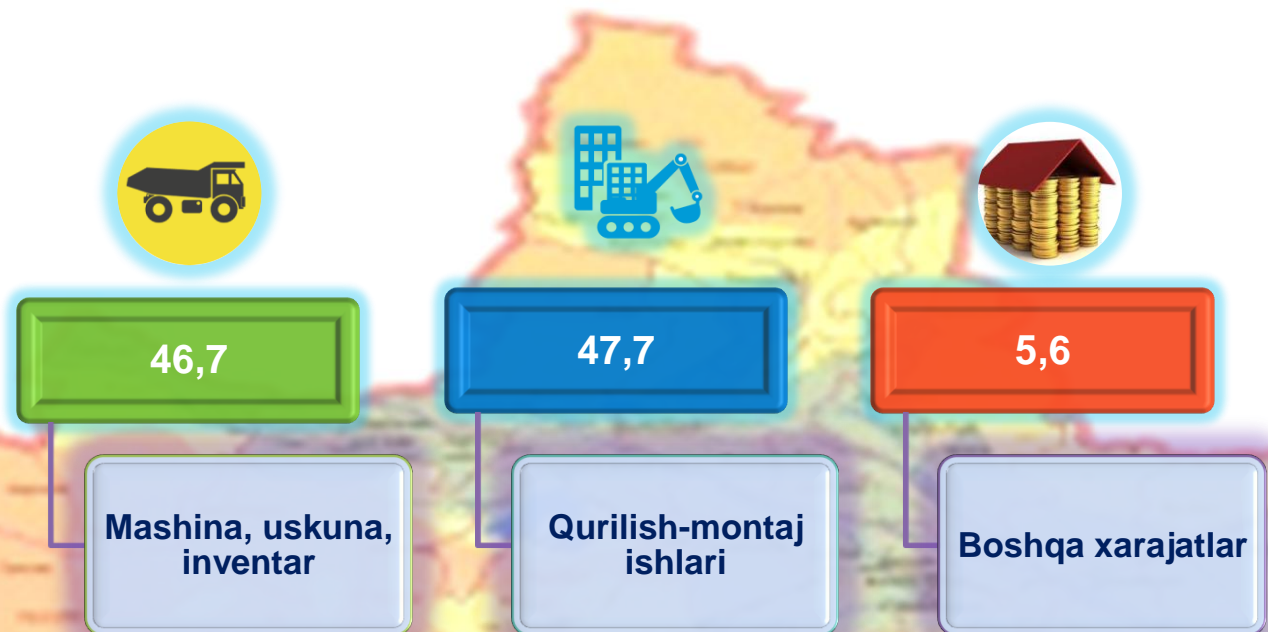 46,7
47,7
5,6
Mashina, uskuna,
inventar
Qurilish-montaj
ishlari
Boshqa xarajatlar